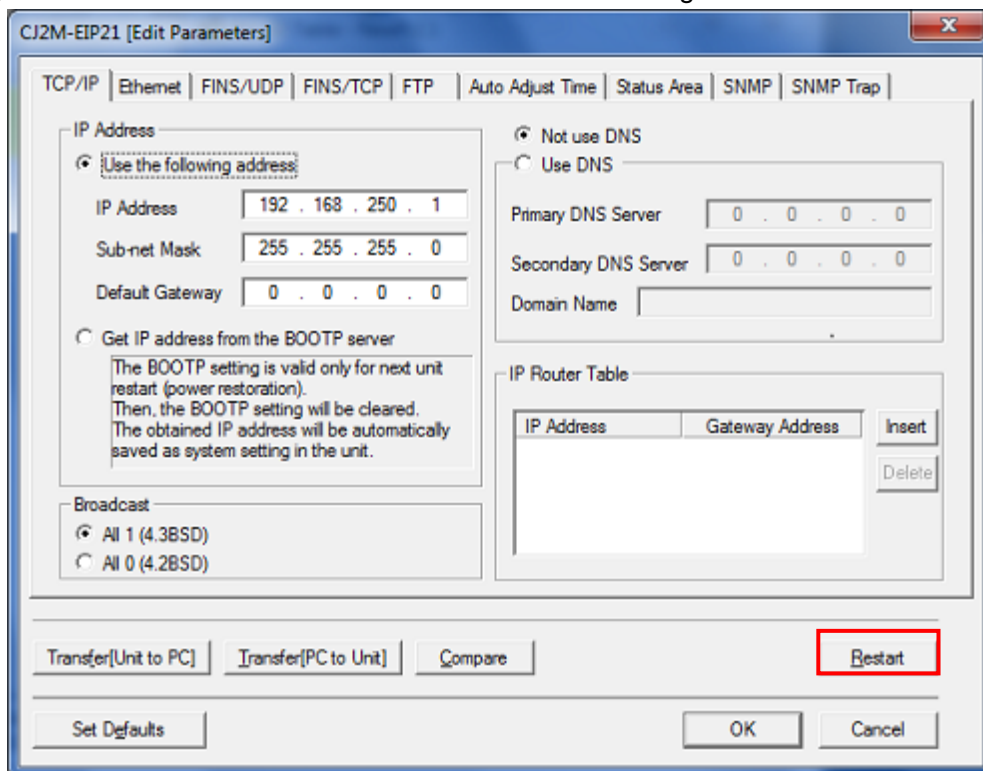 CJ2M-EIP21 [Edit Parameters]
TCP/IP Ethernet FINS/UDP FINS/TCP FTP Auto Adjust Time Status Area SNMP SNMP Trap
IP Address
Use the following address
IP Address 192 . 168 . 250 . 1
Sub-net Mask 255 . 255 . 255 . 0
Default Gateway 0 . 0 . 0 . 0
Get IP address from the BOOTP server
The BOOTP setting is valid only for next unit
restart (power restoration).
Then, the BOOTP setting will be cleared.
The obtained IP address will be automatically
saved as system setting in the unit.
Broadcast
All 1 (4.3BSD)
All 0 (4.2BSD)
Not use DNS
Use DNS
Primary DNS Server 0 . 0 . 0 . 0
Secondary DNS Server 0 . 0 . 0 . 0
Domain Name
IP Router Table
IP Address Gateway Address
Insert
Delete
Transfer[Unit to PC] Transfer[PC to Unit] Compare Restart
Set Defaults OK Cancel